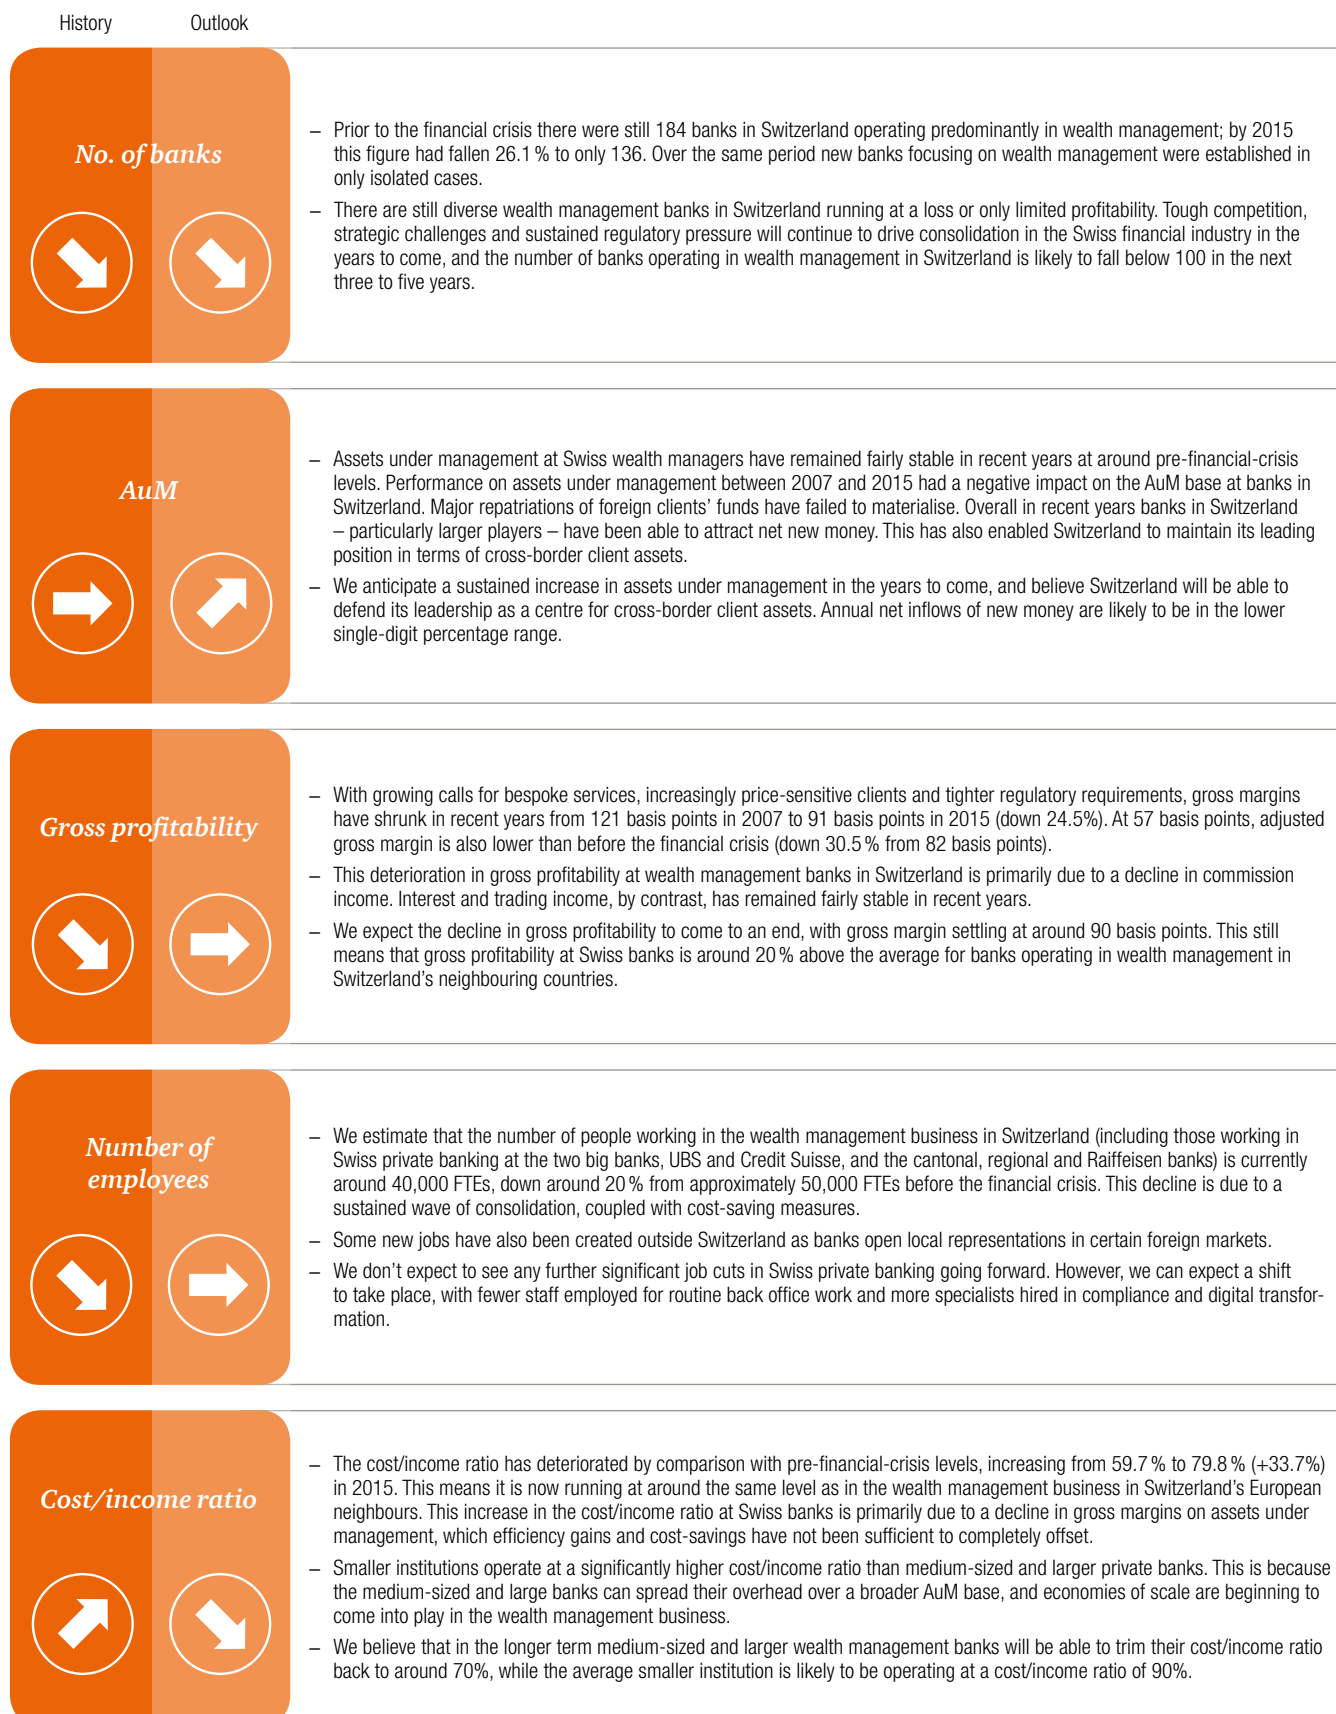 History Outlook
No. of banks
– Prior to the financial crisis there were still 184 banks in Switzerland operating predominantly in wealth management; by 2015
this figure had fallen 26.1 % to only 136. Over the same period new banks focusing on wealth management were established in
only isolated cases.
– There are still diverse wealth management banks in Switzerland running at a loss or only limited profitability. Tough competition,
strategic challenges and sustained regulatory pressure will continue to drive consolidation in the Swiss financial industry in the
years to come, and the number of banks operating in wealth management in Switzerland is likely to fall below 100 in the next
three to five years.
AuM
– Assets under management at Swiss wealth managers have remained fairly stable in recent years at around pre-financial-crisis
levels. Performance on assets under management between 2007 and 2015 had a negative impact on the AuM base at banks in
Switzerland. Major repatriations of foreign clients’ funds have failed to materialise. Overall in recent years banks in Switzerland
– particularly larger players – have been able to attract net new money. This has also enabled Switzerland to maintain its leading
position in terms of cross-border client assets.
– We anticipate a sustained increase in assets under management in the years to come, and believe Switzerland will be able to
defend its leadership as a centre for cross-border client assets. Annual net inflows of new money are likely to be in the lower
single-digit percentage range.
Gross profitability
– With growing calls for bespoke services, increasingly price-sensitive clients and tighter regulatory requirements, gross margins
have shrunk in recent years from 121 basis points in 2007 to 91 basis points in 2015 (down 24.5%). At 57 basis points, adjusted
gross margin is also lower than before the financial crisis (down 30.5 % from 82 basis points).
– This deterioration in gross profitability at wealth management banks in Switzerland is primarily due to a decline in commission
income. Interest and trading income, by contrast, has remained fairly stable in recent years.
– We expect the decline in gross profitability to come to an end, with gross margin settling at around 90 basis points. This still
means that gross profitability at Swiss banks is around 20 % above the average for banks operating in wealth management in
Switzerland’s neighbouring countries.
Number of
employees
– We estimate that the number of people working in the wealth management business in Switzerland (including those working in
Swiss private banking at the two big banks, UBS and Credit Suisse, and the cantonal, regional and Raiffeisen banks) is currently
around 40,000 FTEs, down around 20 % from approximately 50,000 FTEs before the financial crisis. This decline is due to a
sustained wave of consolidation, coupled with cost-saving measures.
– Some new jobs have also been created outside Switzerland as banks open local representations in certain foreign markets.
– We don’t expect to see any further significant job cuts in Swiss private banking going forward. However, we can expect a shift
to take place, with fewer staff employed for routine back office work and more specialists hired in compliance and digital transfor-
mation.
Cost/income ratio
– The cost/income ratio has deteriorated by comparison with pre-financial-crisis levels, increasing from 59.7 % to 79.8 % (+33.7%)
in 2015. This means it is now running at around the same level as in the wealth management business in Switzerland’s European
neighbours. This increase in the cost/income ratio at Swiss banks is primarily due to a decline in gross margins on assets under
management, which efficiency gains and cost-savings have not been sufficient to completely offset.
– Smaller institutions operate at a significantly higher cost/income ratio than medium-sized and larger private banks. This is because
the medium-sized and large banks can spread their overhead over a broader AuM base, and economies of scale are beginning to
come into play in the wealth management business.
– We believe that in the longer term medium-sized and larger wealth management banks will be able to trim their cost/income ratio
back to around 70%, while the average smaller institution is likely to be operating at a cost/income ratio of 90%.